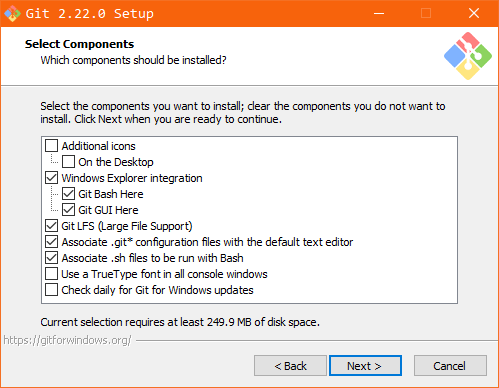 Git 2.22.0 Setup
Select Components
Which components should be installed?
Select the components you want to install; clear the components you do not want to
install. Click Next when you are ready to continue.
Additional icons
On the Desktop
Windows Explorer integration
Git Bash Here
Git GUI Here
Git LFS (Large File Support)
Associate .git* configuration files with the default text editor
Associate .sh files to be run with Bash
Use a TrueType font in all console windows
Check daily for Git for Windows updates
Current selection requires at least 249.9 MB of disk space.
https://gitforwindows.org/
< Back
Next >
Cancel